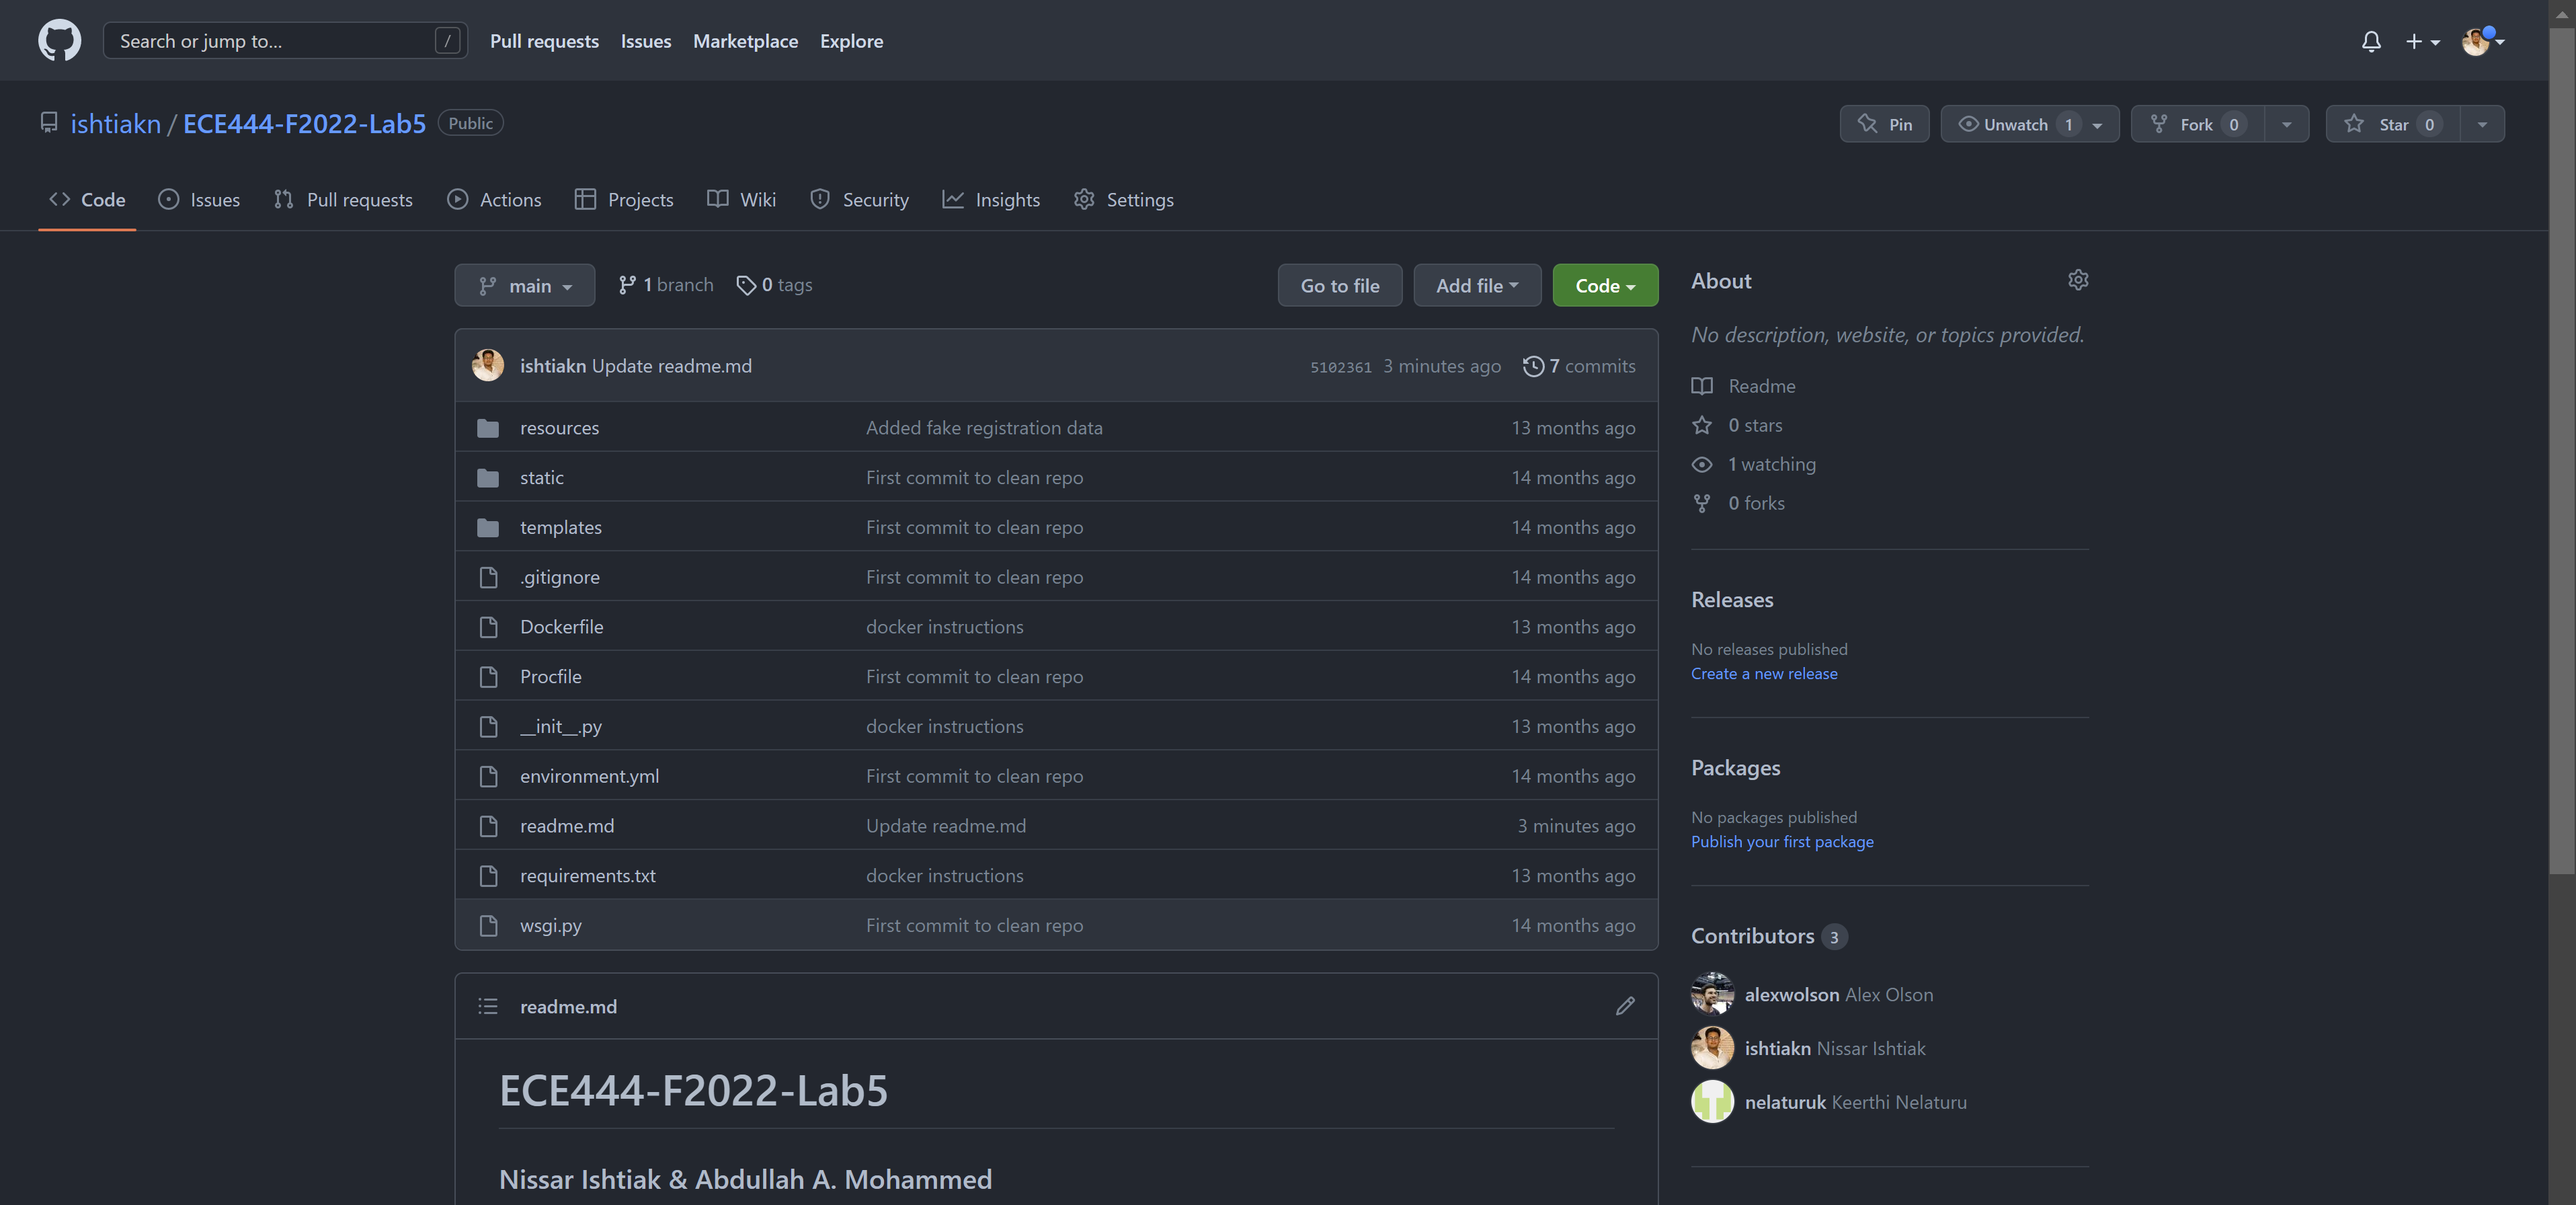 Search or jump to... /
Pull requests Issues Marketplace Explore
ishtiakn / ECE444-F2022-Lab5 Public
Pin Unwatch 1 Fork 0 Star 0
Code Issues Pull requests Actions Projects Wiki Security Insights Settings
main 1 branch 0 tags Go to file Add file Code
ishtiakn Update readme.md 5102361 3 minutes ago 7 commits
resources Added fake registration data 13 months ago
static First commit to clean repo 14 months ago
templates First commit to clean repo 14 months ago
.gitignore First commit to clean repo 14 months ago
Dockerfile docker instructions 13 months ago
Procfile First commit to clean repo 14 months ago
__init__.py docker instructions 13 months ago
environment.yml First commit to clean repo 14 months ago
readme.md Update readme.md 3 minutes ago
requirements.txt docker instructions 13 months ago
wsgi.py First commit to clean repo 14 months ago
readme.md
ECE444-F2022-Lab5
Nissar Ishtiak & Abdullah A. Mohammed
About
No description, website, or topics provided.
Readme
0 stars
1 watching
0 forks
Releases
No releases published
Create a new release
Packages
No packages published
Publish your first package
Contributors 3
alexwolson Alex Olson
ishtiakn Nissar Ishtiak
nelaturuk Keerthi Nelaturu